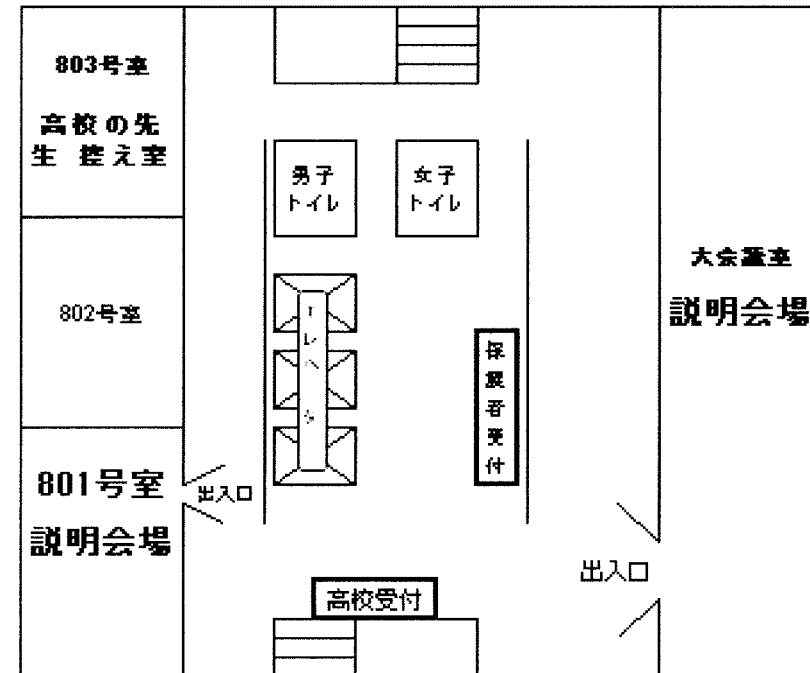 803号室
高校の先
生 控え室
男子
トイレ
女子
トイレ
802号室
大会議室
説明会場
エレベータ
保護者受付
801号室
説明会場
出入口
出入口
高校受付